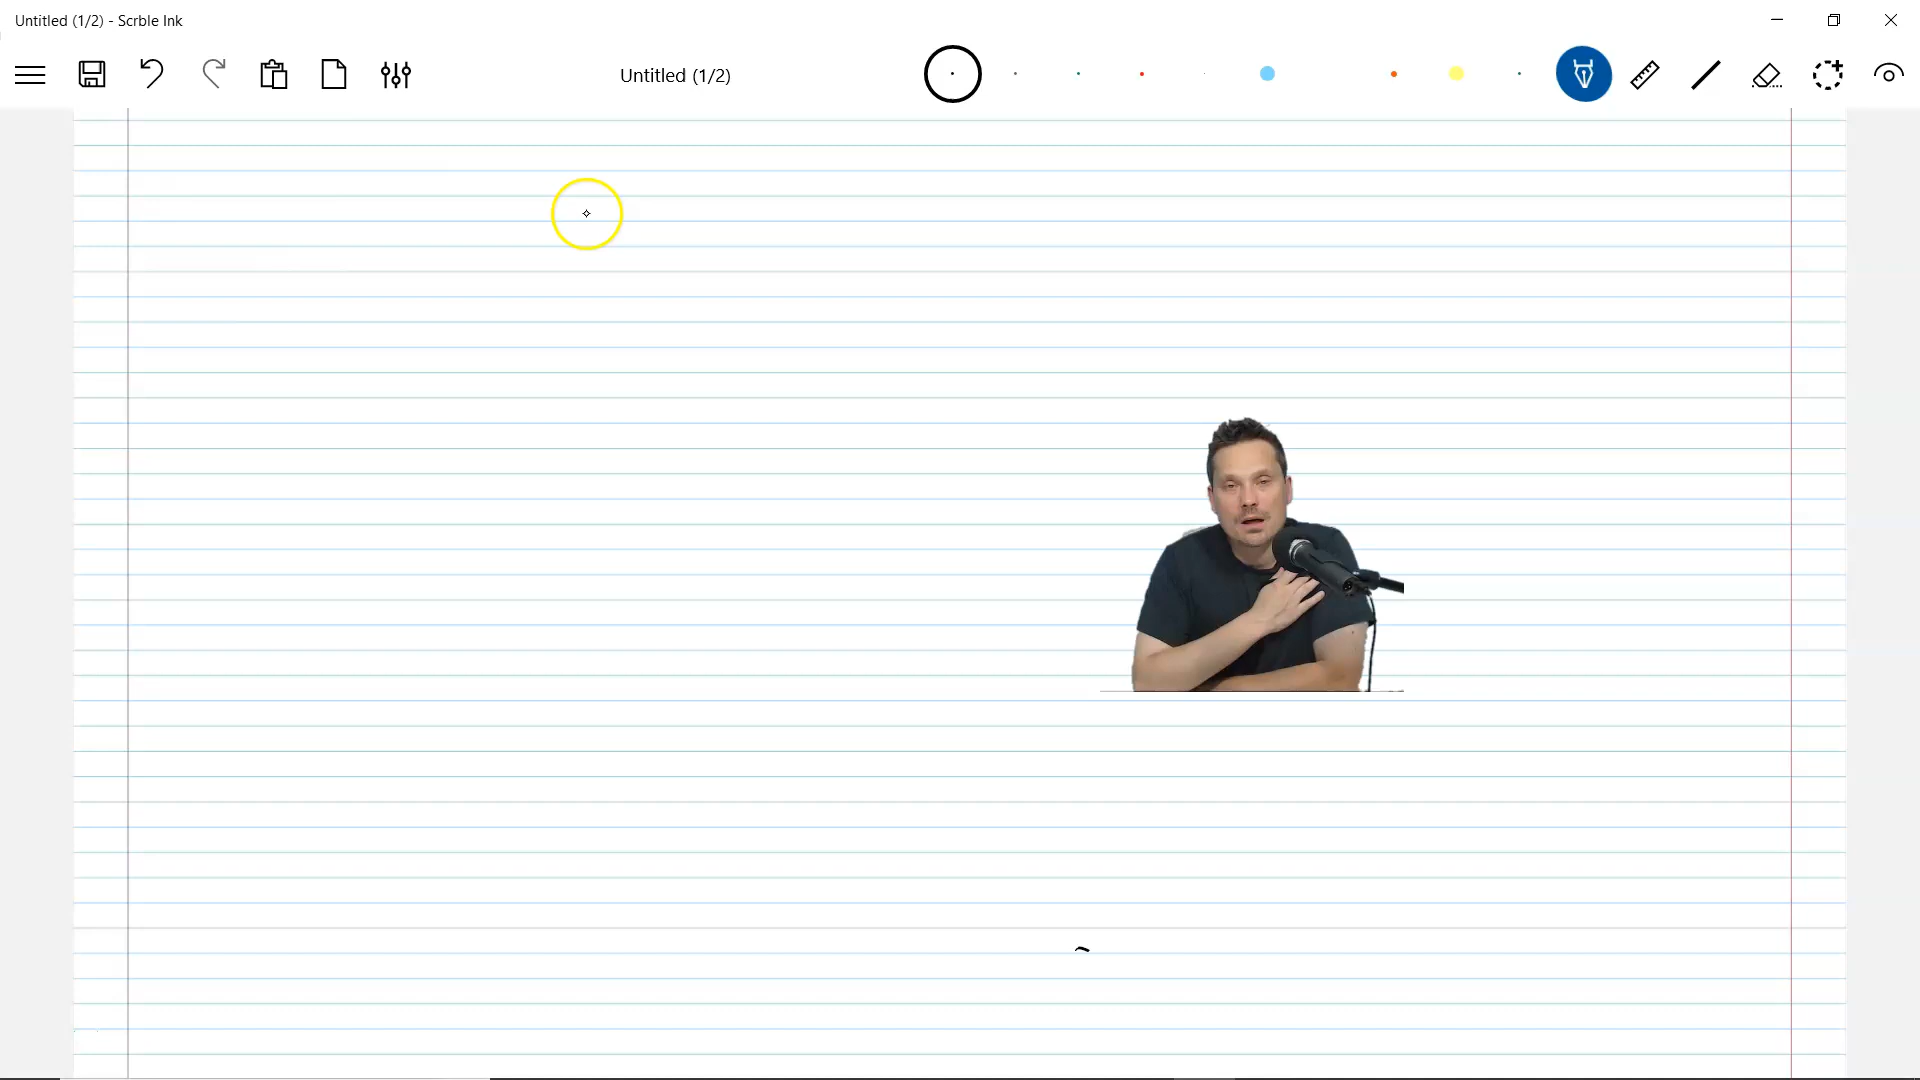 Untitled (1/2) - Scrble Ink
Untitled (1/2)